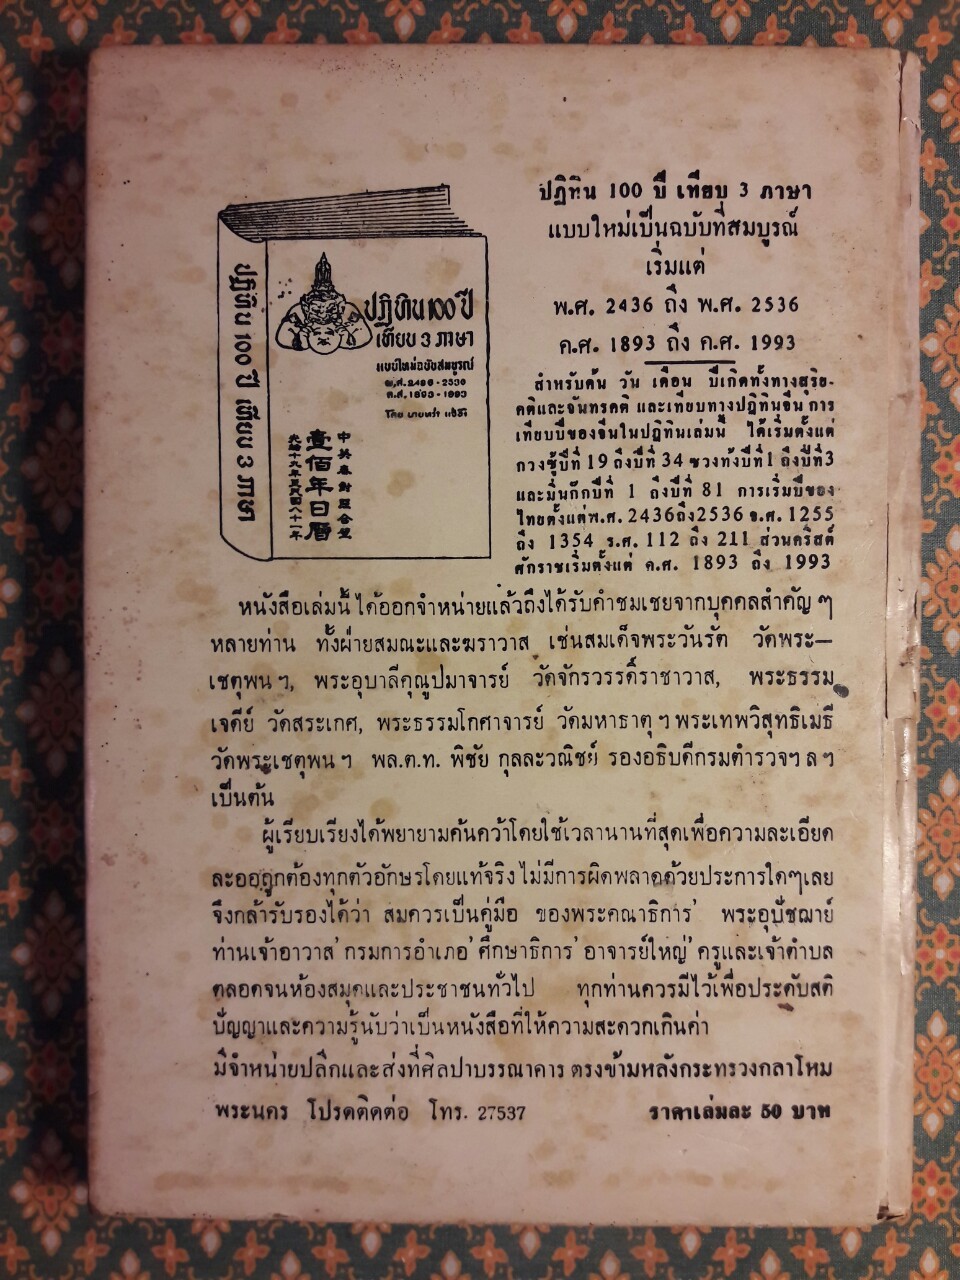 ปฏิทิน 100 ปี เทียบ 3 ภาษา
แบบใหม่เป็นฉบับที่สมบูรณ์
เริ่มแต่
พ.ศ. 2436 ถึง พ.ศ. 2536
ค.ศ. 1893 ถึง ค.ศ. 1993
ปฏิทิน 100 ปี เทียบ 3 ภาษา
ปฏิทิน 100 ปี
เทียบ 3 ภาษา
แบบใหม่ฉบับสมบูรณ์
พ.ศ. 2436 - 2536
ค.ศ. 1893 - 1993
โดย นายหร่ำ
中英泰對照合璧
壹佰年日曆
光緒十九年至民國八十一年
สำหรับค้น วัน เดือน ปีเกิดทั้งทางสุริย-
คติและจันทรคติ และเทียบทางปฏิทินจีน การ
เทียบปีของจีนในปฏิทินเล่มนี้ ได้เริ่มตั้งแต่
กวงซู้ปีที่ 19 ถึงปีที่ 34 ซวงทังปีที่ 1 ถึงปีที่ 3
และมินก๊กปีที่ 1 ถึงปีที่ 81 การเริ่มปีของ
ไทยตั้งแต่พ.ศ. 2436ถึง2536 จ.ศ. 1255
ถึง 1354 ร.ศ. 112 ถึง 211 ส่วนคริสต์
ศักราชเริ่มตั้งแต่ ค.ศ. 1893 ถึง 1993
หนังสือเล่มนี้ ได้ออกจำหน่ายแล้วถึงได้รับคำชมเชยจากบุคคลสำคัญ ๆ
หลายท่าน ทั้งฝ่ายสมณะและฆราวาส เช่นสมเด็จพระวันรัต วัดพระ—
เชตุพน ฯ, พระอุบาลีคุณูปมาจารย์ วัดจักรวรรดิ์ราชาวาส, พระธรรม
เจดีย์ วัดสระเกศ, พระธรรมโกศาจารย์ วัดมหาธาตุ ฯ พระเทพวิสุทธิเมธี
วัดพระเชตุพน ฯ พล.ต.ท. พิชัย กุลละวณิชย์ รองอธิบดีกรมตำรวจฯ ล ฯ
เป็นต้น
ผู้เรียบเรียงได้พยายามค้นคว้าโดยใช้เวลานานที่สุดเพื่อความละเอียด
ละออถูกต้องทุกตัวอักษรโดยแท้จริง ไม่มีการผิดพลาดด้วยประการใดๆเลย
จึงกล้ารับรองได้ว่า สมควรเป็นคู่มือ ของพระคณาธิการ' พระอุปัชฌาย์
ท่านเจ้าอาวาส' กรมการอำเภอ' ศึกษาธิการ' อาจารย์ใหญ่' ครูและเจ้าตำบล
ตลอดจนห้องสมุดและประชาชนทั่วไป ทุกท่านควรมีไว้เพื่อประดับสติ
ปัญญาและความรู้นับว่าเป็นหนังสือที่ให้ความสะดวกเกินค่า
มีจำหน่ายปลีกและส่งที่ศิลปาบรรณาคาร ตรงข้ามหลังกระทรวงกลาโหม
พระนคร โปรดติดต่อ โทร. 27537 ราคาเล่มละ 50 บาท